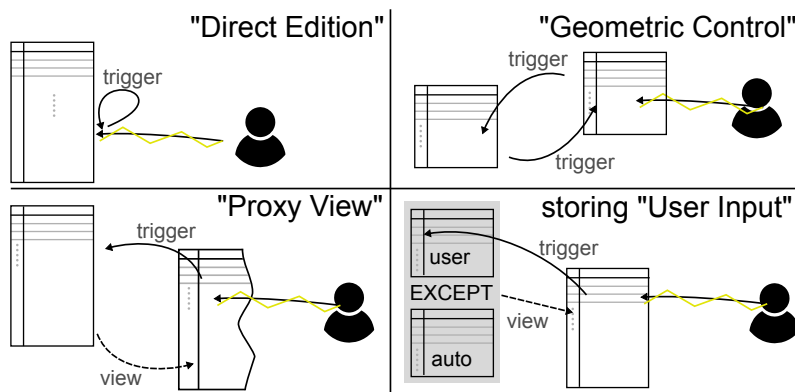 "Direct Edition"
trigger
"Geometric Control"
trigger
trigger
"Proxy View"
trigger
view
storing "User Input"
user
trigger
EXCEPT
view
auto